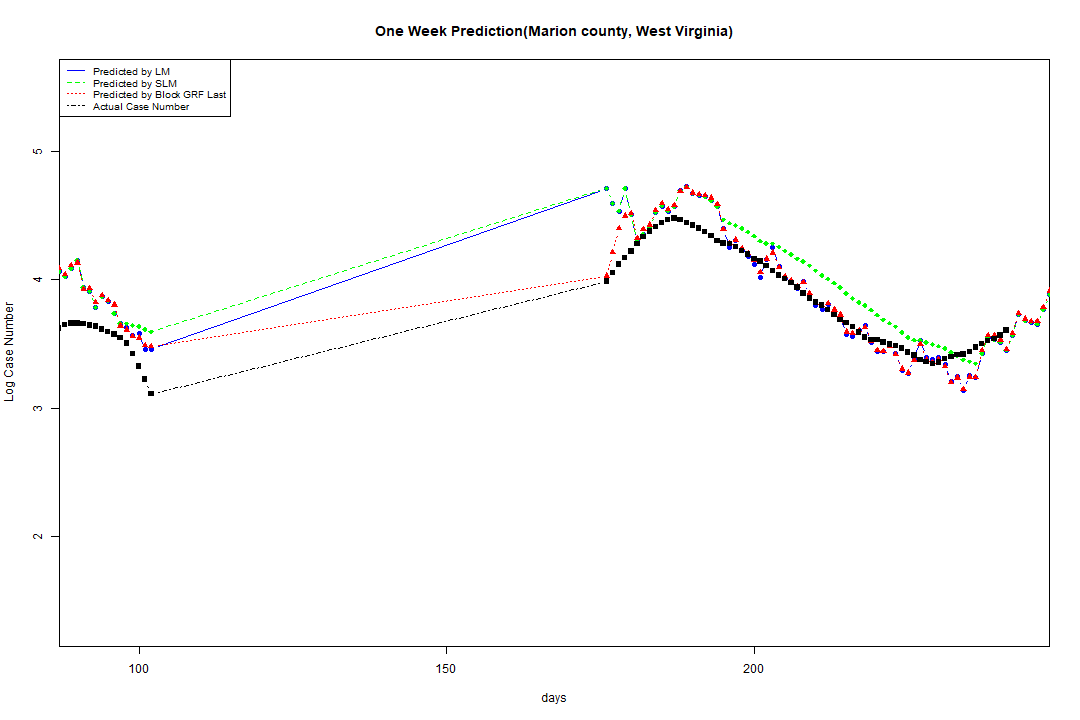 One Week Prediction(Marion county, West Virginia)
Predicted by LM
Predicted by SLM
Predicted by Block GRF Last
Actual Case Number
5
4
3
2
Log Case Number
100 150 200
days